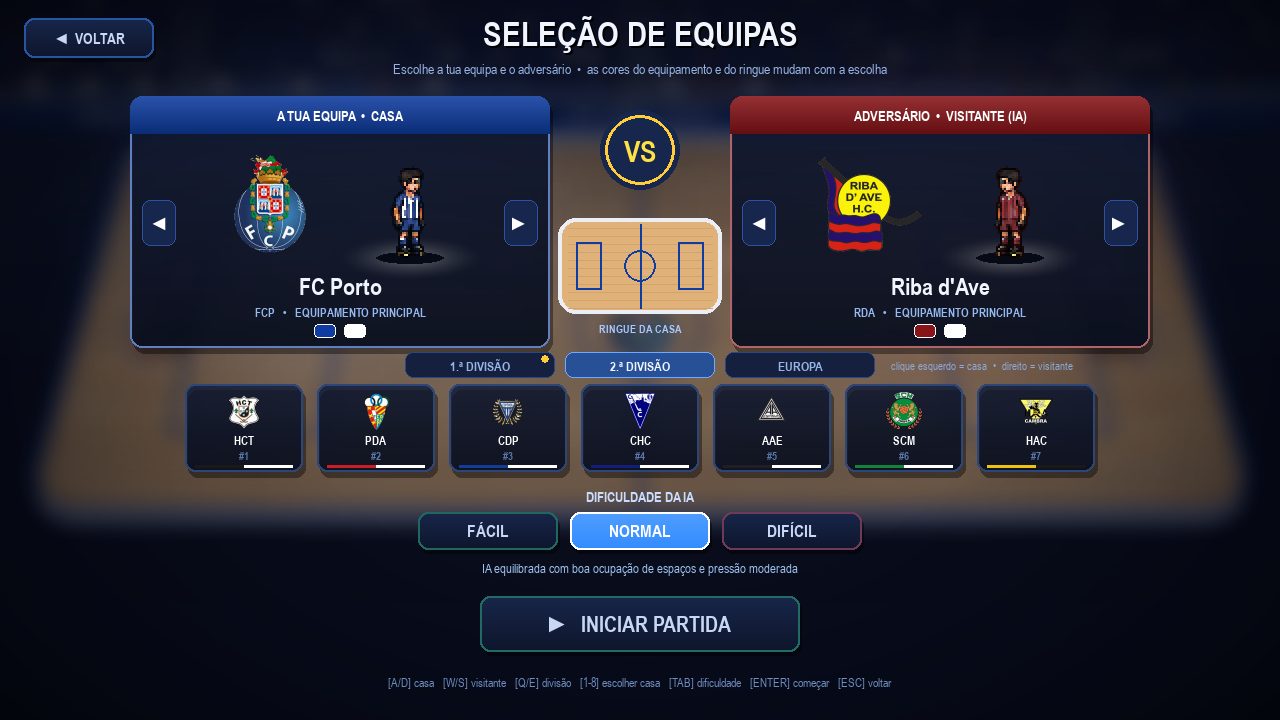 ◄ VOLTAR
SELEÇÃO DE EQUIPAS
Escolhe a tua equipa e o adversário • as cores do equipamento e do ringue mudam com a escolha
A TUA EQUIPA • CASA
VS
ADVERSÁRIO • VISITANTE (IA)
F C P
RIBA
D' AVE
H.C.
◄
►
◄
►
FC Porto
Riba d'Ave
FCP • EQUIPAMENTO PRINCIPAL
RDA • EQUIPAMENTO PRINCIPAL
RINGUE DA CASA
1.ª DIVISÃO
2.ª DIVISÃO
EUROPA
clique esquerdo = casa • direito = visitante
HCT
CAMBRA
HCT
PDA
CDP
CHC
AAE
SCM
HAC
#1
#2
#3
#4
#5
#6
#7
DIFICULDADE DA IA
FÁCIL
NORMAL
DIFÍCIL
IA equilibrada com boa ocupação de espaços e pressão moderada
► INICIAR PARTIDA
[A/D] casa [W/S] visitante [Q/E] divisão [1-8] escolher casa [TAB] dificuldade [ENTER] começar [ESC] voltar